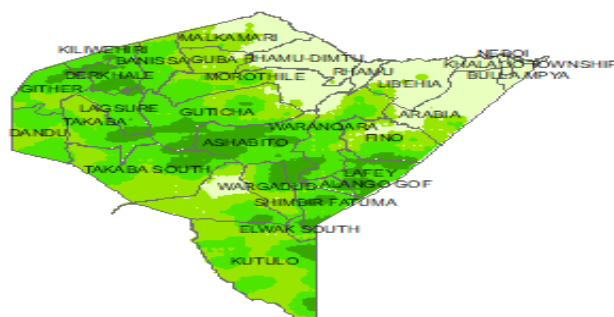 MALKAMARI
KILIWEHIRI
BANISSA
GUBA
RHAMU-DIMTU
NEBOI
KHALALIO
TOWNSHIP
DERKHALE
MOROTHILE
RHAMU
LIBEHIA
BULLA MPYA
GITHER
LAGSURE
GUTICHA
ARABIA
DANDU
TAKABA
WARANQARA
FINO
ASHABITO
TAKABA SOUTH
WARGADUD
LAFEY
ALANGO GOF
SHIMBIR FATUMA
ELWAK SOUTH
KUTULO